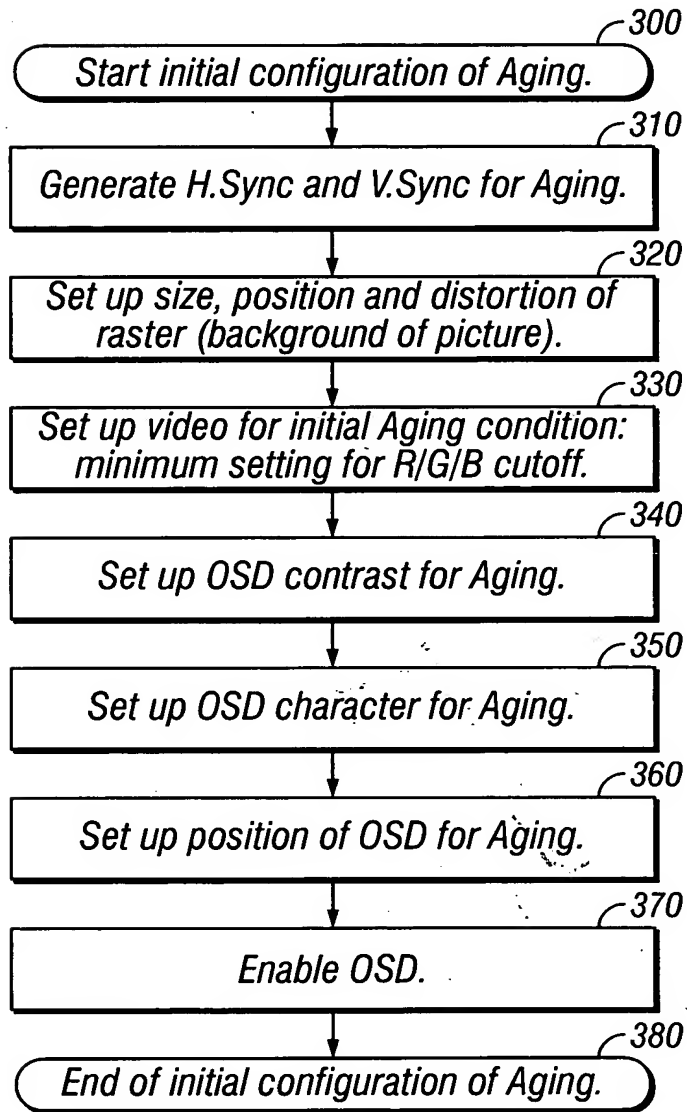 300
Start initial configuration of Aging.
310
Generate H.Sync and V.Sync for Aging.
320
Set up size, position and distortion of
raster (background of picture).
330
Set up video for initial Aging condition:
minimum setting for R/G/B cutoff.
340
Set up OSD contrast for Aging.
350
Set up OSD character for Aging.
360
Set up position of OSD for Aging.
370
Enable OSD.
380
End of initial configuration of Aging.